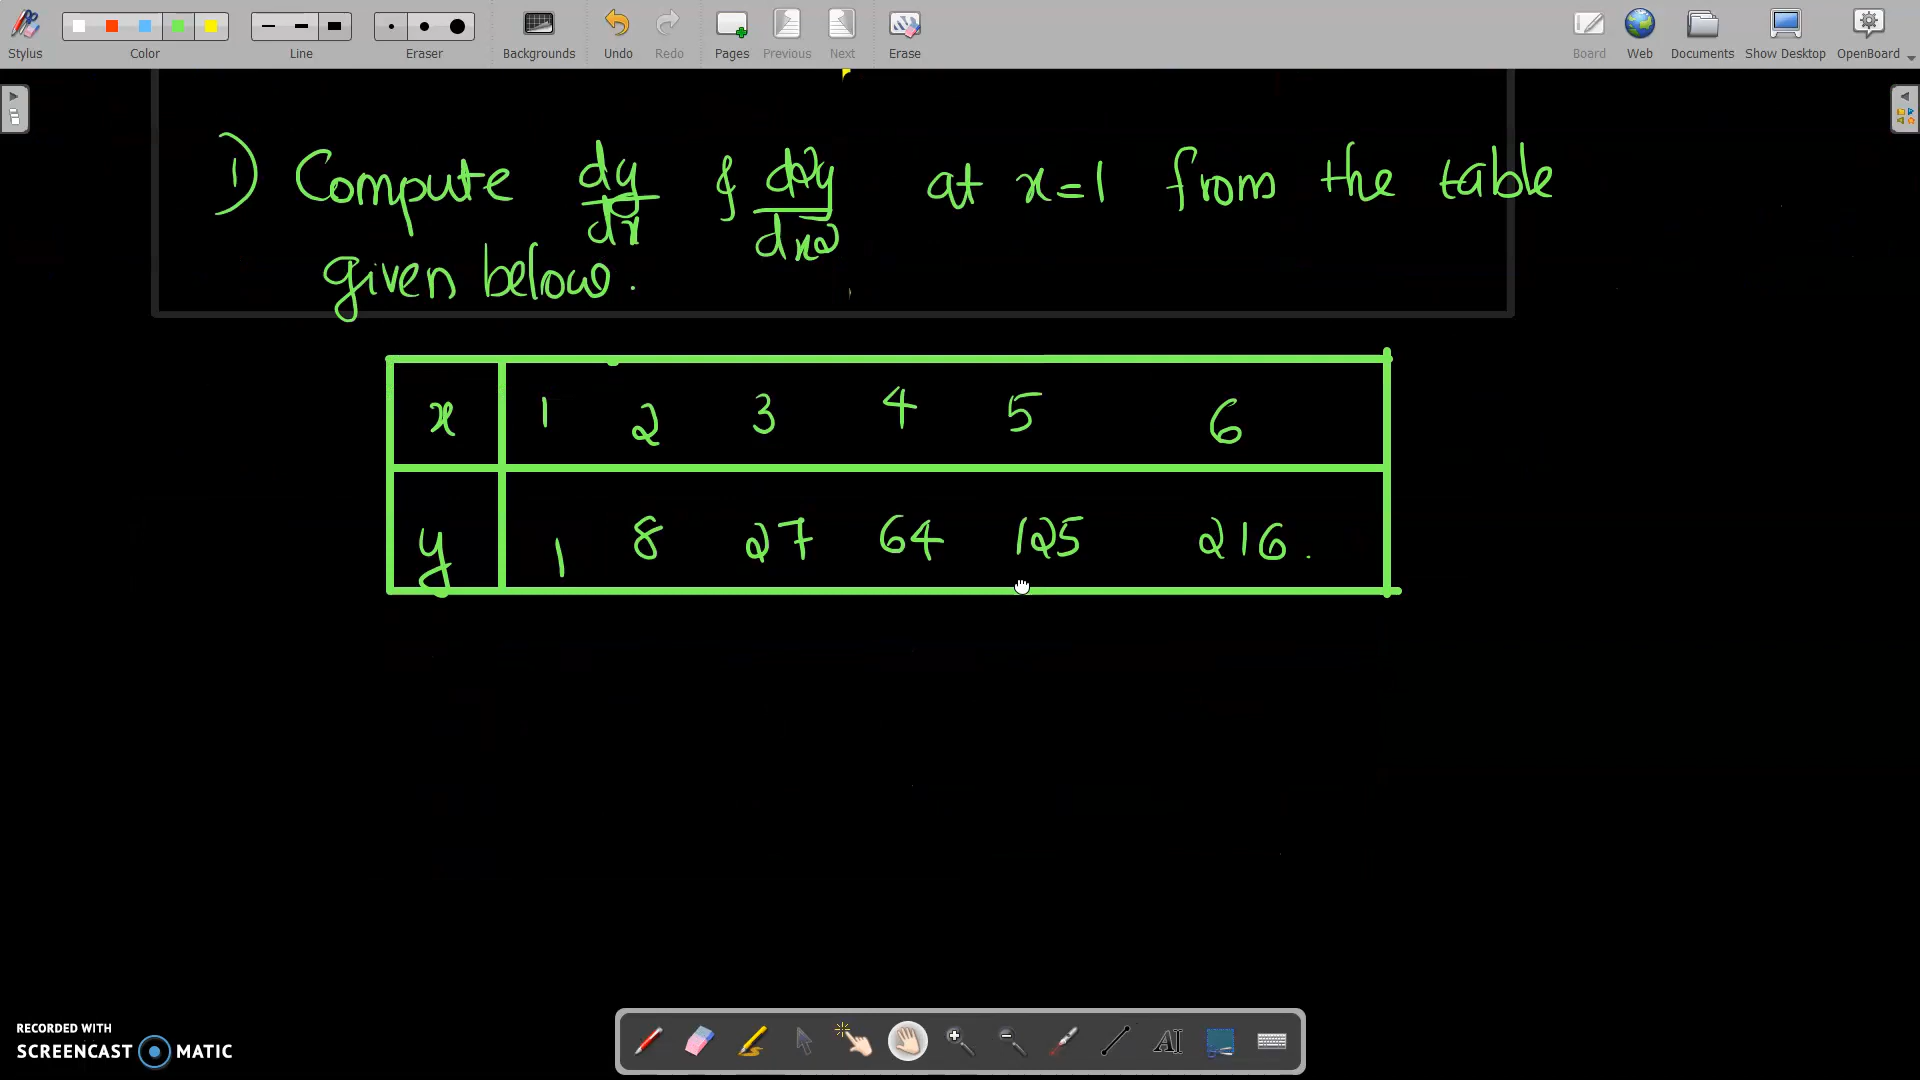 Stylus Color Line Eraser Backgrounds Undo Redo Pages Previous Next Erase Board Web Documents Show Desktop OpenBoard
1) Compute dy/dx & d²y/dx² at x=1 from the table
given below.
x 1 2 3 4 5 6
y 1 8 27 64 125 216.
RECORDED WITH
SCREENCAST MATIC
AI